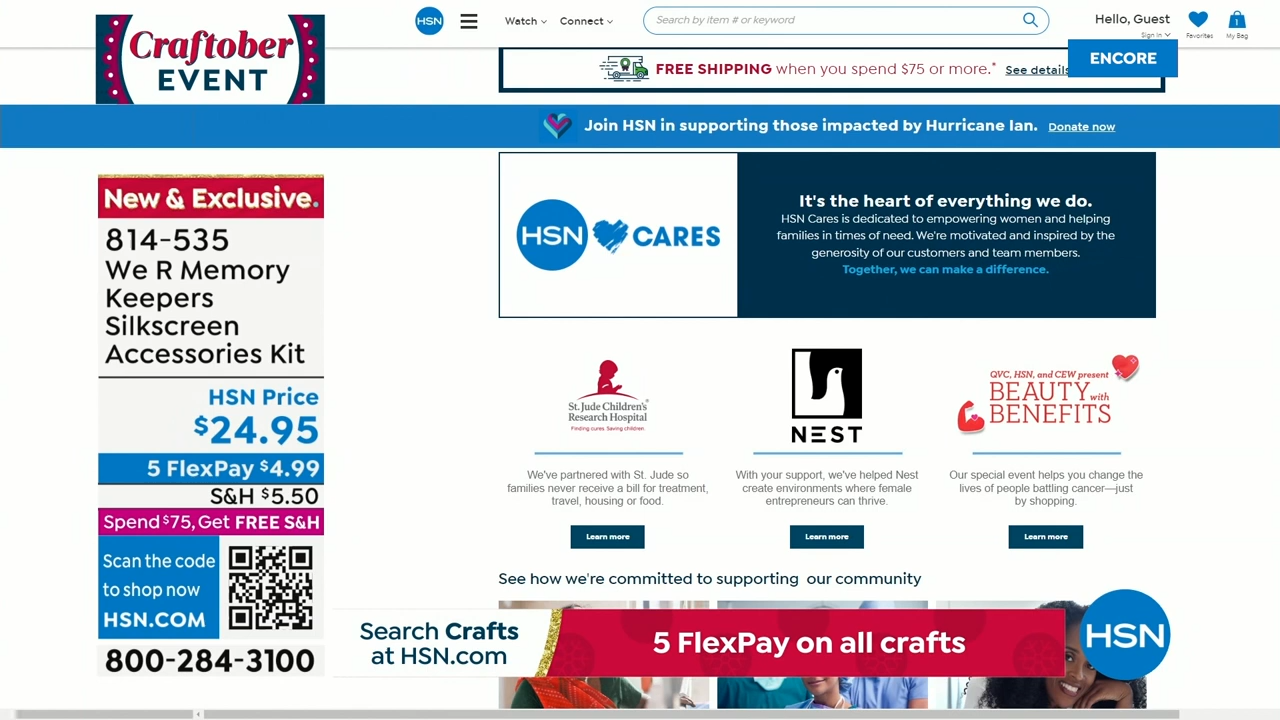 Craftober
EVENT
HSN
Watch
Connect
Search by item # or keyword
Hello, Guest
Sign in
Favorites
1
My Bag
ENCORE
FREE SHIPPING when you spend $75 or more.* See details
Join HSN in supporting those impacted by Hurricane Ian. Donate now
New & Exclusive.
814-535
We R Memory
Keepers
Silkscreen
Accessories Kit
HSN Price
$24.95
5 FlexPay $4.99
S&H $5.50
Spend $75, Get FREE S&H
Scan the code
to shop now
HSN.COM
800-284-3100
HSN CARES
It's the heart of everything we do.
HSN Cares is dedicated to empowering women and helping
families in times of need. We're motivated and inspired by the
generosity of our customers and team members.
Together, we can make a difference.
St. Jude Children's
Research Hospital
Finding cures. Saving children.
We've partnered with St. Jude so
families never receive a bill for treatment,
travel, housing or food.
Learn more
NEST
With your support, we've helped Nest
create environments where female
entrepreneurs can thrive.
Learn more
QVC, HSN, and CEW present
BEAUTY with
BENEFITS
Our special event helps you change the
lives of people battling cancer—just
by shopping.
Learn more
See how we're committed to supporting our community
Search Crafts
at HSN.com
5 FlexPay on all crafts
HSN